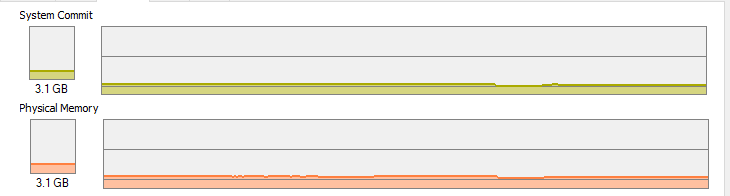 System Commit
3.1 GB
Physical Memory
3.1 GB